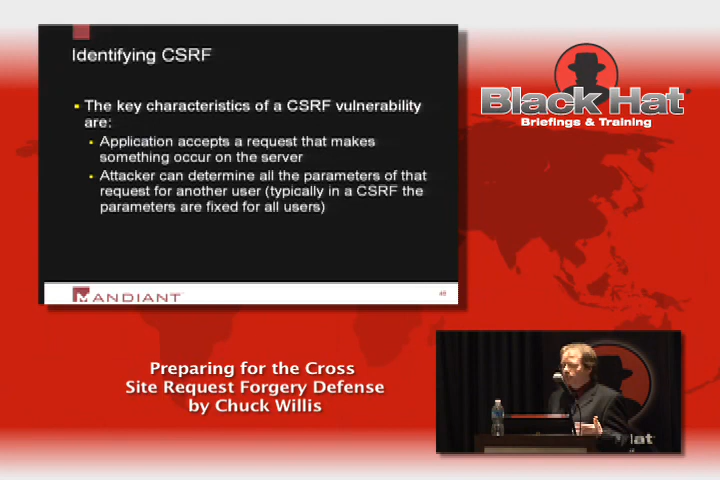 Identifying CSRF
The key characteristics of a CSRF vulnerability
are:
Application accepts a request that makes
something occur on the server
Attacker can determine all the parameters of that
request for another user (typically in a CSRF the
parameters are fixed for all users)
MANDIANT
Black Hat
Briefings & Training
Preparing for the Cross
Site Request Forgery Defense
by Chuck Willis
Hat